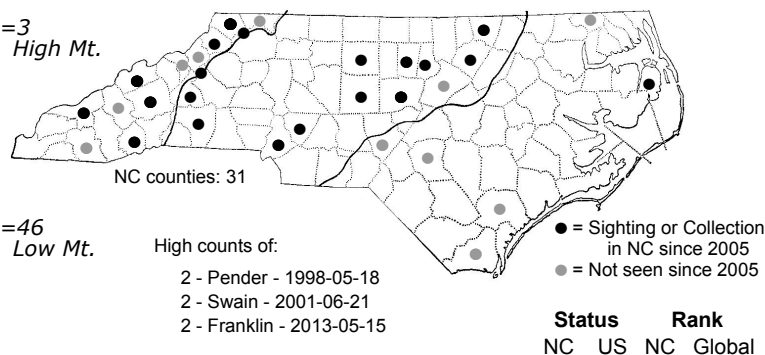 =3
High Mt.
NC counties: 31
=46
Low Mt.
High counts of:
2 - Pender - 1998-05-18
2 - Swain - 2001-06-21
2 - Franklin - 2013-05-15
● = Sighting or Collection
in NC since 2005
● = Not seen since 2005
Status Rank
NC US NC Global